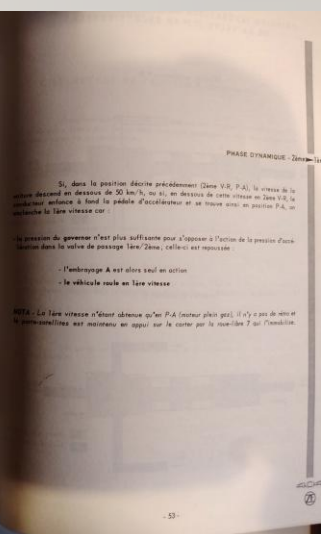 PHASE DYNAMIQUE - 2ème► 1èr
Si, dans la position décrite précédemment (2ème V-R, P-A), la vitesse de la
voiture descend en dessous de 50 km/h, ou si, en dessous de cette vitesse en 2ème V-R, le
conducteur enfonce à fond la pédale d'accélérateur et se trouve ainsi en position P-A, on
enclenche la 1ère vitesse car :
- la pression du governer n'est plus suffisante pour s'opposer à l'action de la pression d'accé-
lération dans la valve de passage 1ère/2ème, celle-ci est repoussée :
- l'embrayage A est alors seul en action
- le véhicule roule en 1ère vitesse
NOTA - La 1ère vitesse n'étant obtenue qu'en P-A (moteur plein gaz), il n'y a pas de rétro et
le porte-satellites est maintenu en appui sur le carter par la roue-libre T qui l'immobilise.
404
ZL
- 53 -